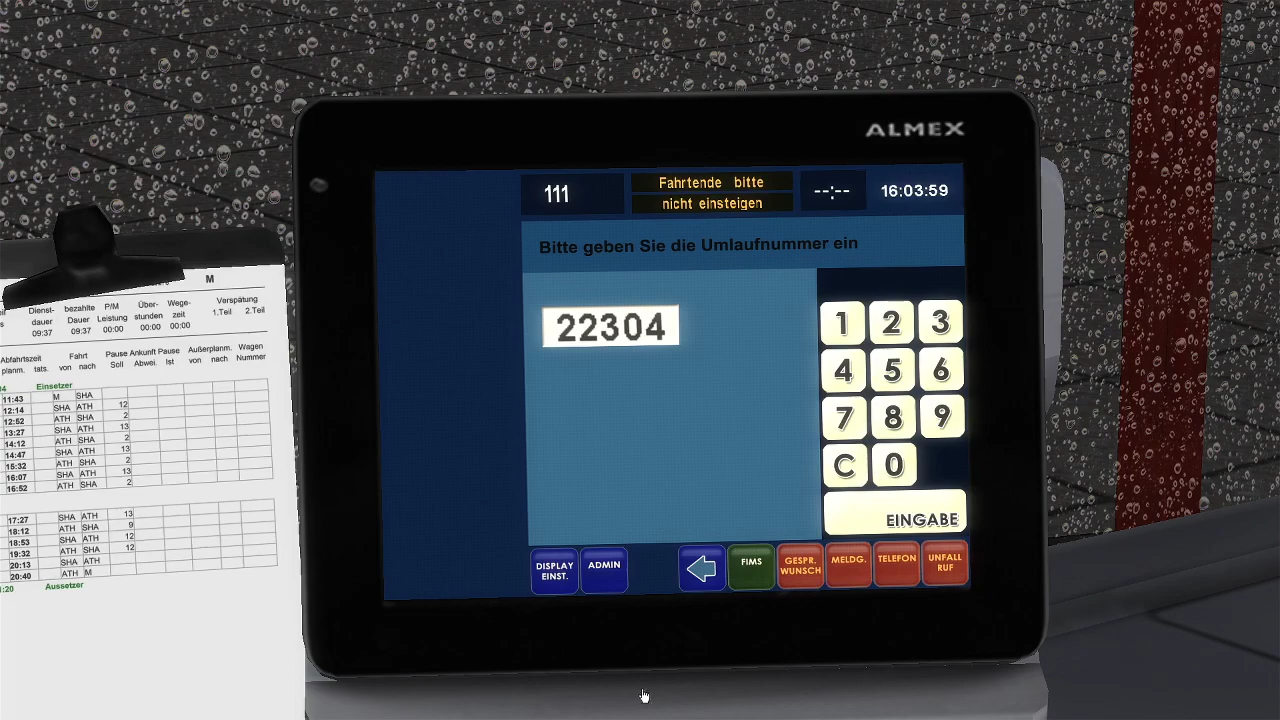 ALMEX
111
Fahrtende bitte
nicht einsteigen
--:--
16:03:59
Bitte geben Sie die Umlaufnummer ein
22304
1 2 3
4 5 6
7 8 9
C 0
EINGABE
DISPLAY
EINST.
ADMIN
FIMS
GESPR.
WUNSCH
MELDG.
TELEFON
UNFALL
RUF
M
Dienst-
dauer
09:37
bezahlte
Dauer
09:37
P/M
Leistung
00:00
Über-
stunden
00:00
Wege-
zeit
00:00
Verspätung
1.Teil 2.Teil
Abfahrtszeit
planm. tats.
Fahrt
von nach
Pause
Soll
Ankunft
Abwei.
Pause
Ist
Außerplanm.
von nach
Wagen
Nummer
Einsetzer
11:43 M SHA
12:14 SHA ATH 12
12:52 ATH SHA 2
13:27 SHA ATH 13
14:12 ATH SHA 2
14:47 SHA ATH 13
15:32 ATH SHA 2
16:07 SHA ATH 13
16:52 ATH SHA 2
17:27 SHA ATH 13
18:12 ATH SHA 9
18:53 SHA ATH 12
19:32 ATH SHA 12
20:13 SHA ATH
20:40 ATH M
:20 Aussetzer